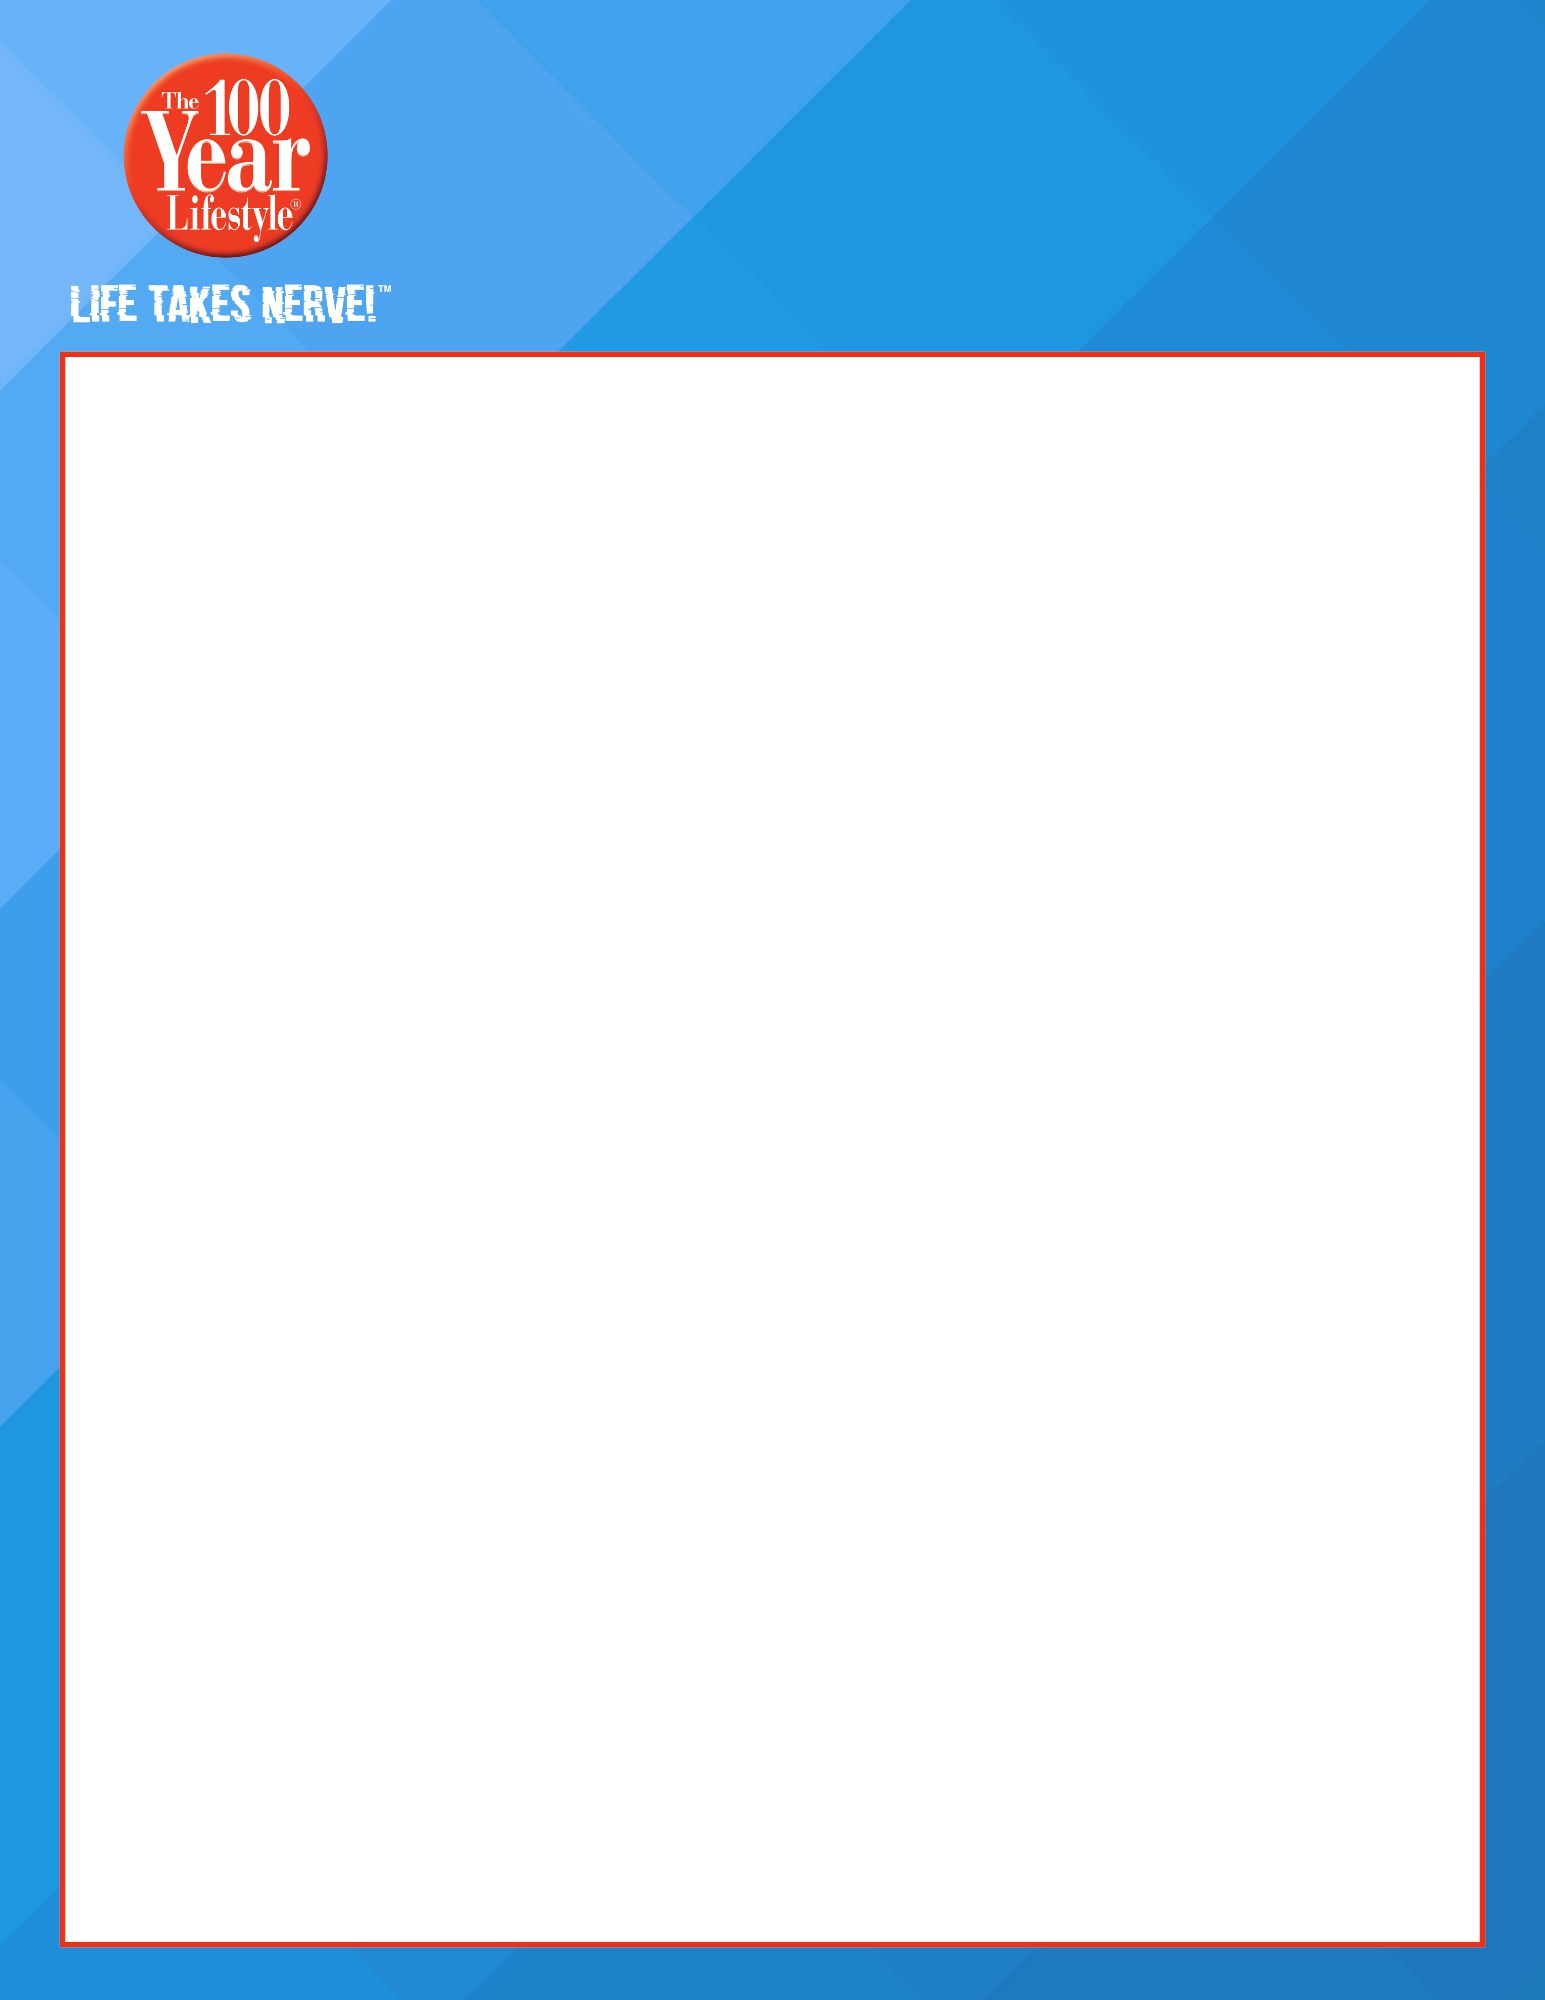 The 100
Year
Lifestyle®
LIFE TAKES NERVE!™